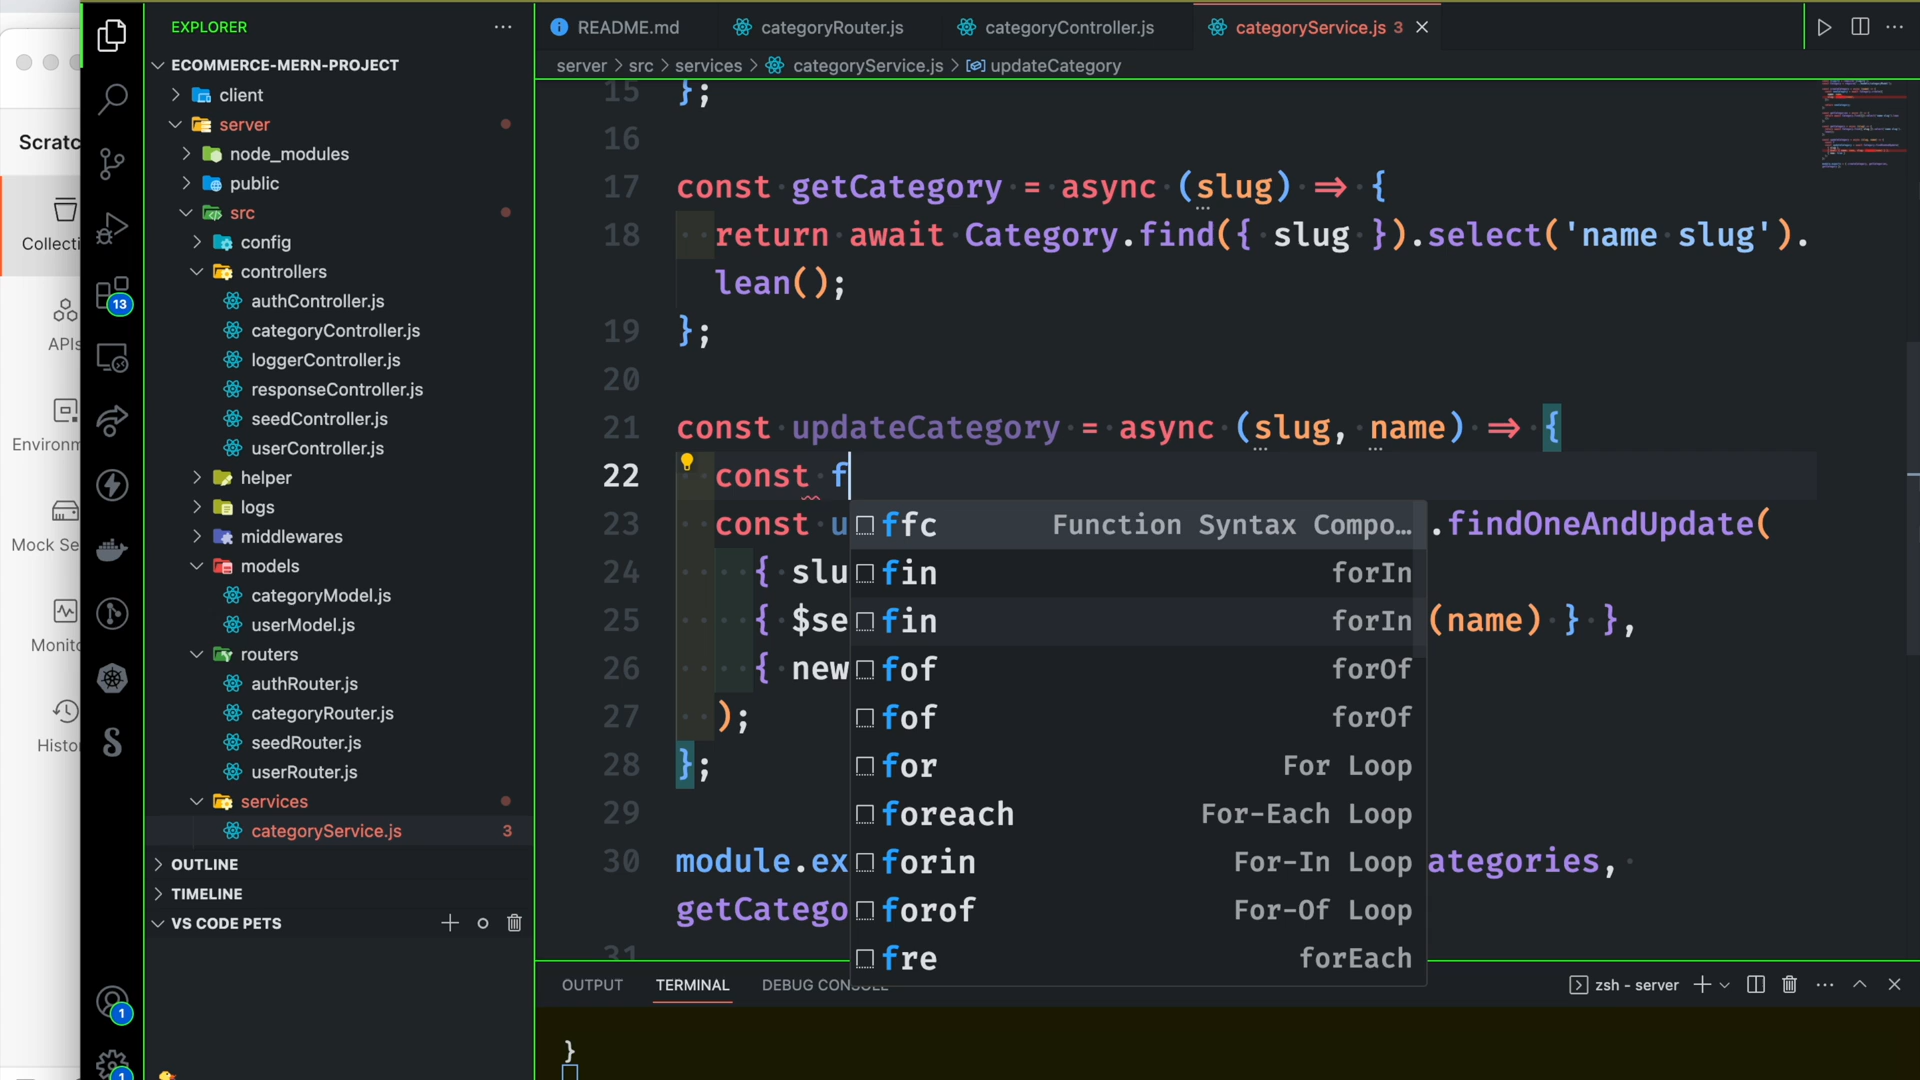 EXPLORER
README.md
categoryRouter.js
categoryController.js
categoryService.js 3
ECOMMERCE-MERN-PROJECT
server > src > services > categoryService.js > updateCategory
client
server
node_modules
public
src
config
controllers
authController.js
categoryController.js
loggerController.js
responseController.js
seedController.js
userController.js
helper
logs
middlewares
models
categoryModel.js
userModel.js
routers
authRouter.js
categoryRouter.js
seedRouter.js
userRouter.js
services
categoryService.js 3
OUTLINE
TIMELINE
VS CODE PETS
Scratc
Collecti
APIs
Environm
Mock Se
Monito
Histo
13
1
1
15 };
16
17 const getCategory = async (slug) => {
18 return await Category.find({ slug }).select('name slug').
lean();
19 };
20
21 const updateCategory = async (slug, name) => {
22 const f
23 const u .findOneAndUpdate(
24 { slu
25 { $se (name) } },
26 { new
27 );
28 };
29
30 module.ex ategories,
getCatego
31
ffc Function Syntax Compo…
fin forIn
fin forIn
fof forOf
fof forOf
for For Loop
foreach For-Each Loop
forin For-In Loop
forof For-Of Loop
fre forEach
OUTPUT TERMINAL DEBUG CONSOLE
zsh - server
}